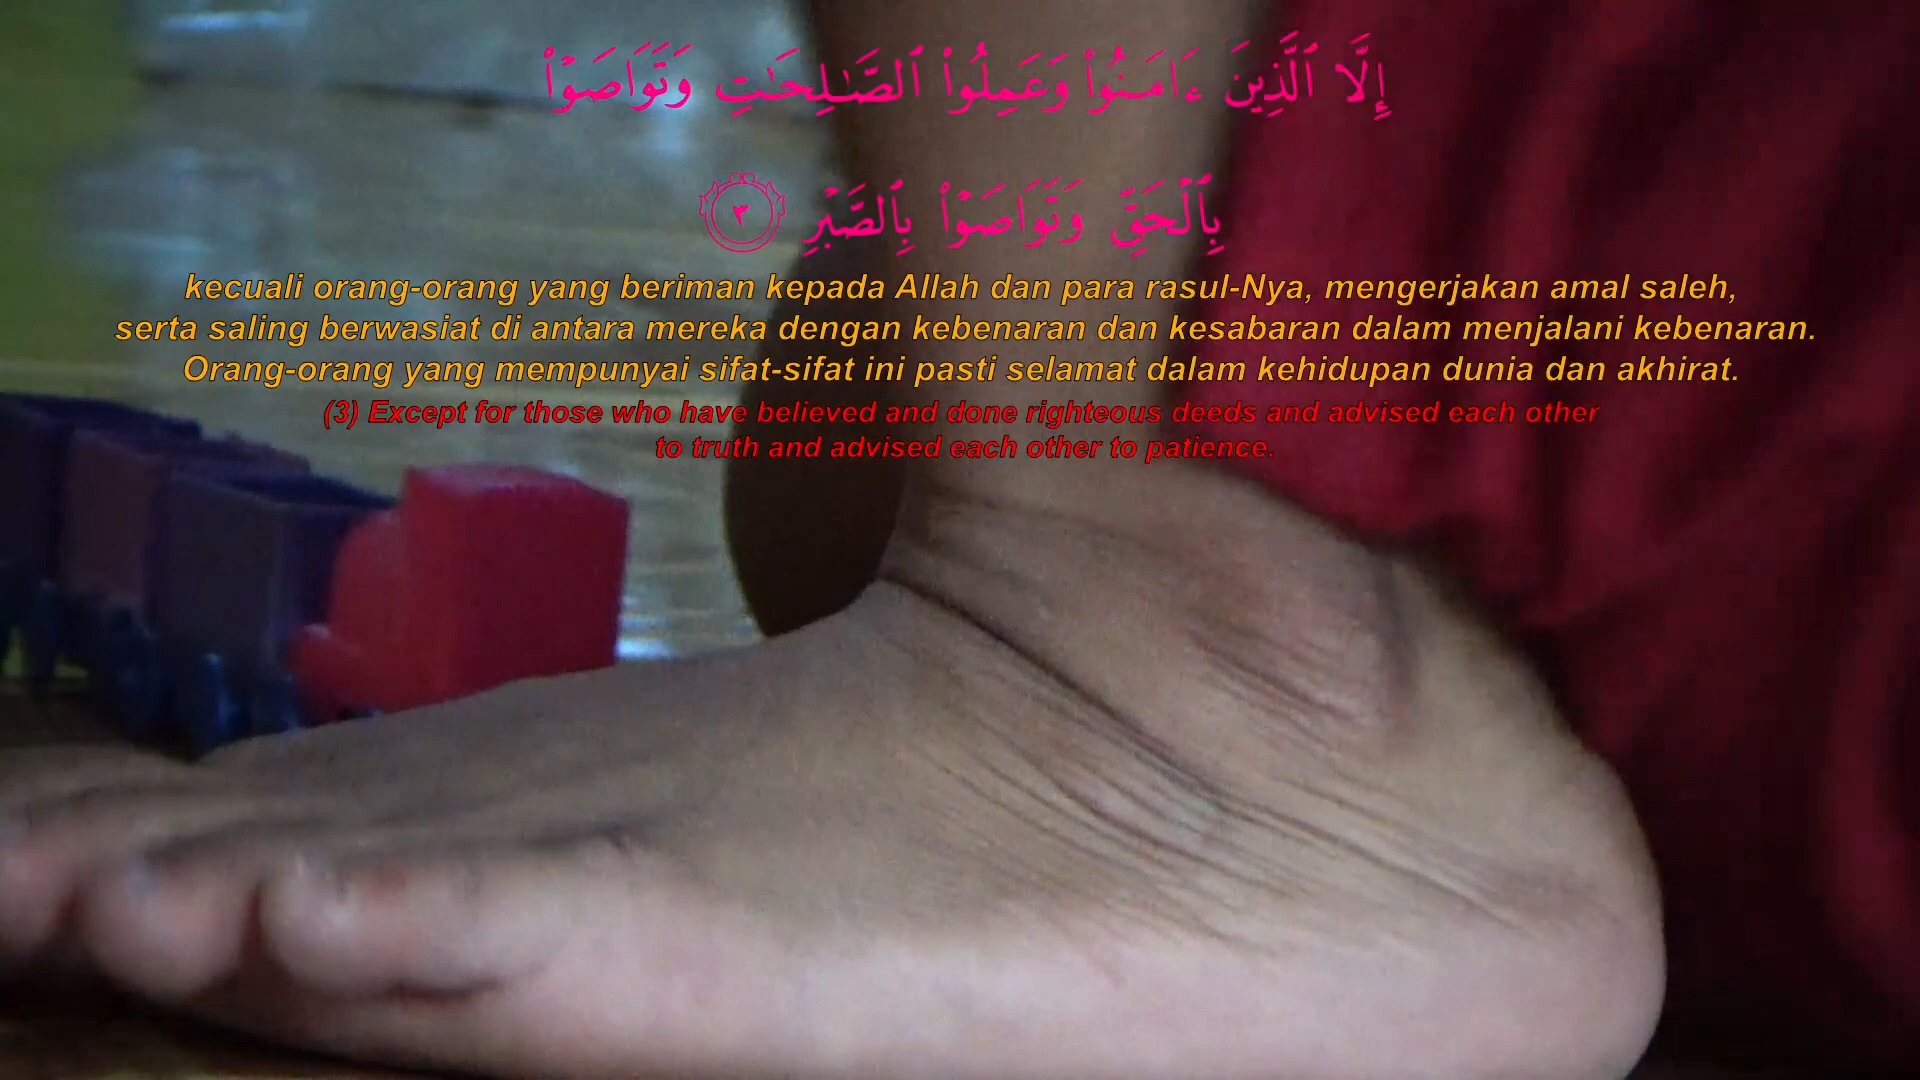 إِلَّا ٱلَّذِينَ ءَامَنُوا۟ وَعَمِلُوا۟ ٱلصَّـٰلِحَـٰتِ وَتَوَاصَوْا۟
بِٱلْحَقِّ وَتَوَاصَوْا۟ بِٱلصَّبْرِ ٣
kecuali orang-orang yang beriman kepada Allah dan para rasul-Nya, mengerjakan amal saleh,
serta saling berwasiat di antara mereka dengan kebenaran dan kesabaran dalam menjalani kebenaran.
Orang-orang yang mempunyai sifat-sifat ini pasti selamat dalam kehidupan dunia dan akhirat.
(3) Except for those who have believed and done righteous deeds and advised each other
to truth and advised each other to patience.